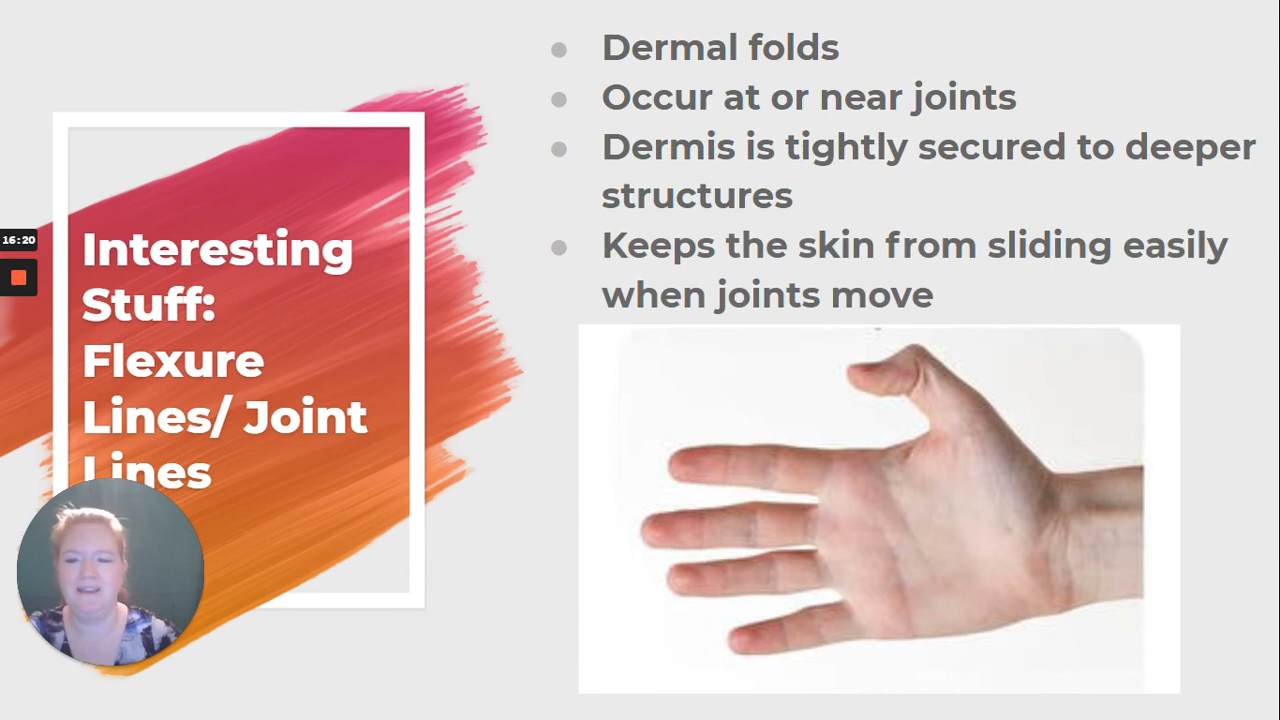 16:20
Interesting
Stuff:
Flexure
Lines/ Joint
Lines
Dermal folds
Occur at or near joints
Dermis is tightly secured to deeper
structures
Keeps the skin from sliding easily
when joints move